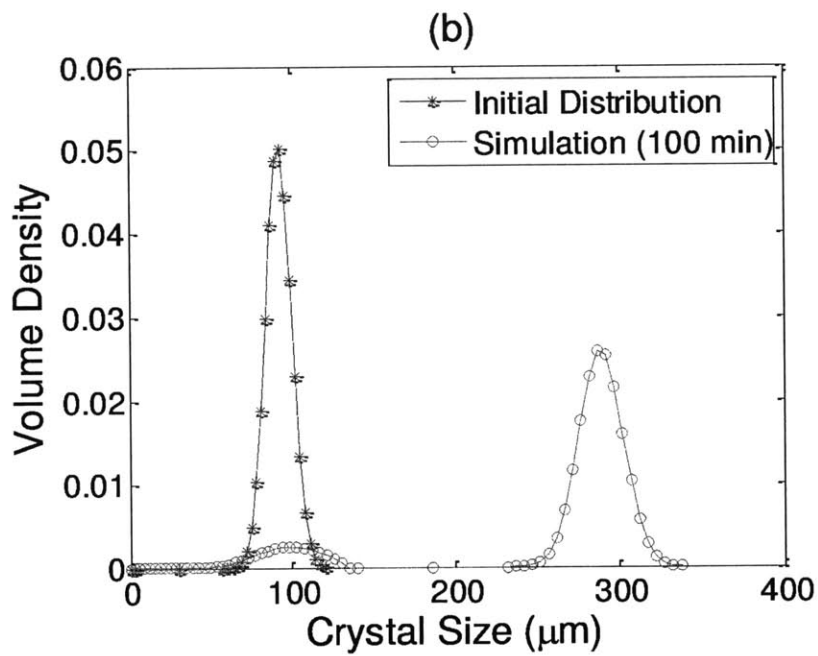 (b)
0.06
0.05
0.04
0.03
0.02
0.01
0
Volume Density
Initial Distribution
Simulation (100 min)
0 100 200 300 400
Crystal Size (μm)